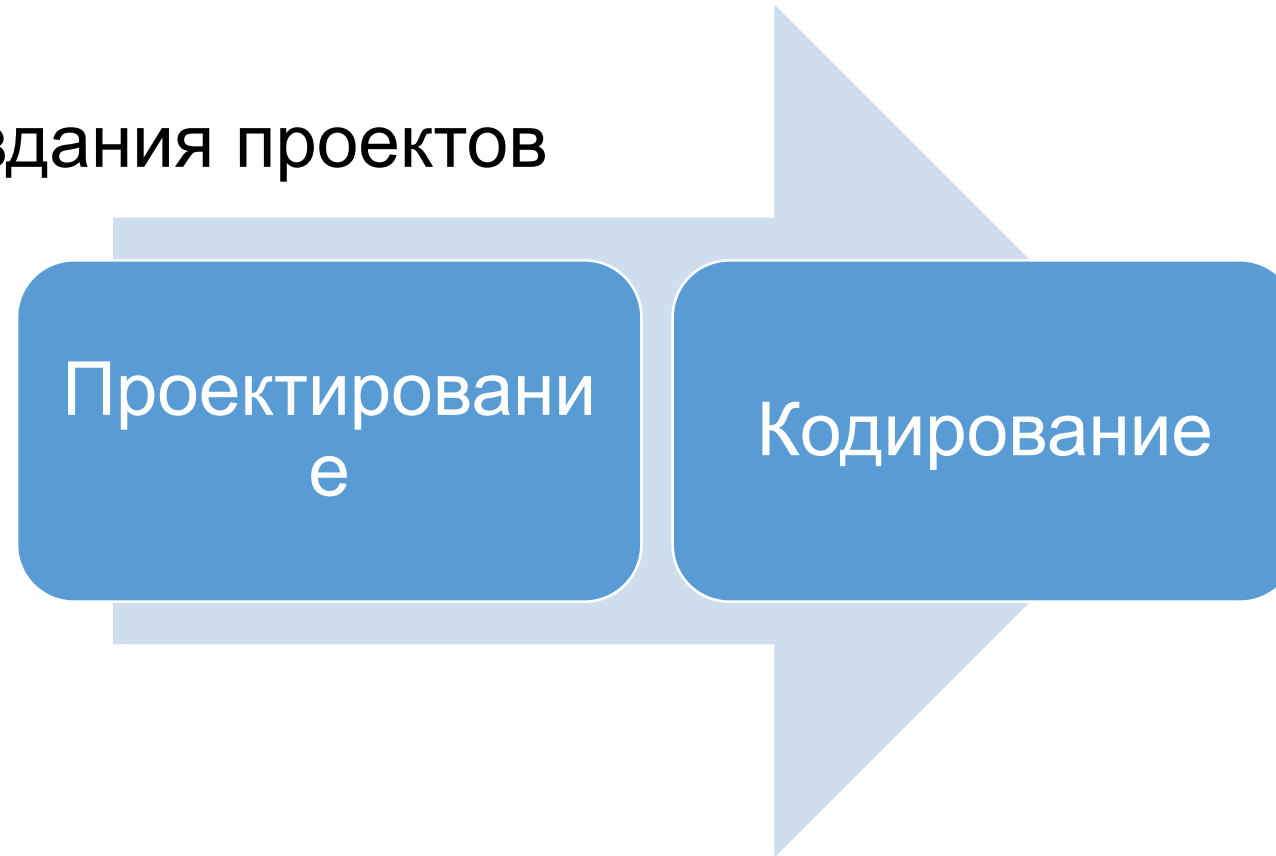 здания проектов
Проектировани
е
Кодирование